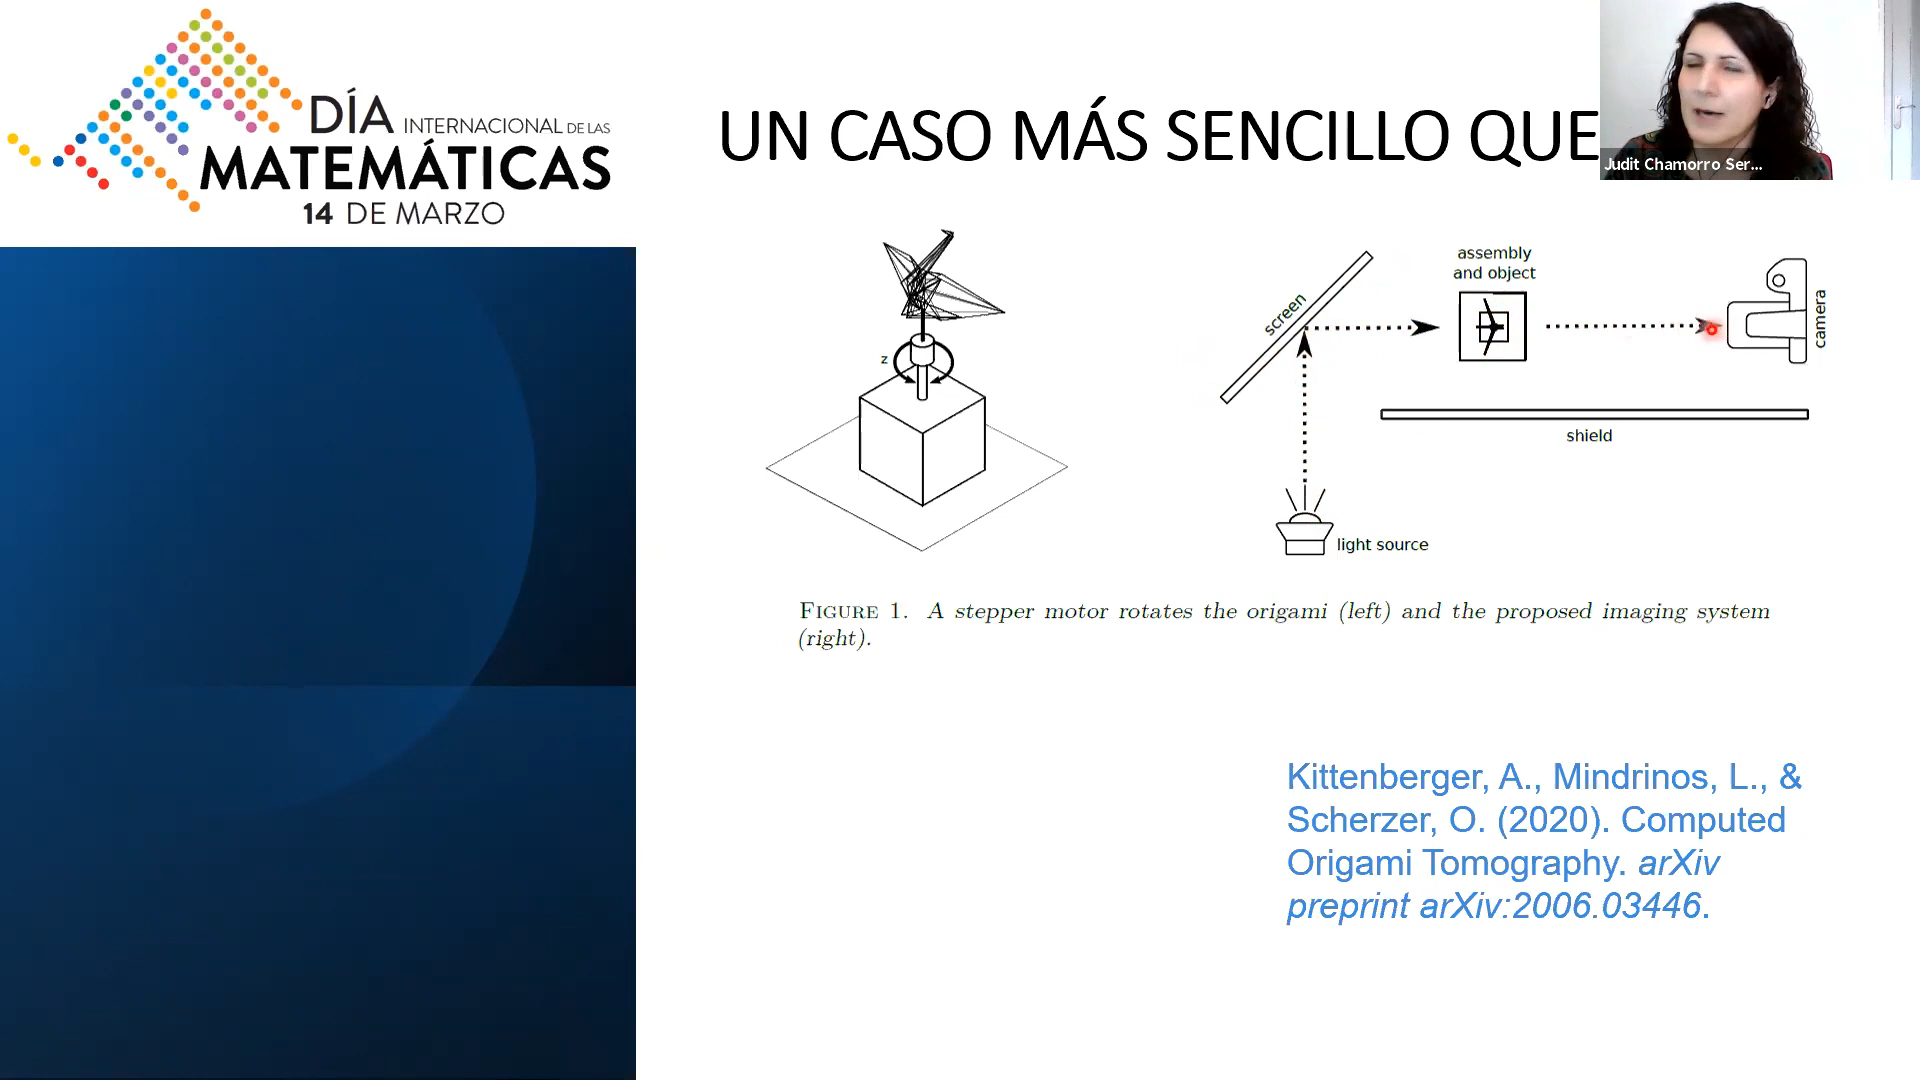 DÍA INTERNACIONAL DE LAS
MATEMÁTICAS
14 DE MARZO
UN CASO MÁS SENCILLO QUE
Judit Chamorro Ser...
z
screen
assembly
and object
camera
shield
light source
FIGURE 1. A stepper motor rotates the origami (left) and the proposed imaging system
(right).
Kittenberger, A., Mindrinos, L., &
Scherzer, O. (2020). Computed
Origami Tomography. arXiv
preprint arXiv:2006.03446.